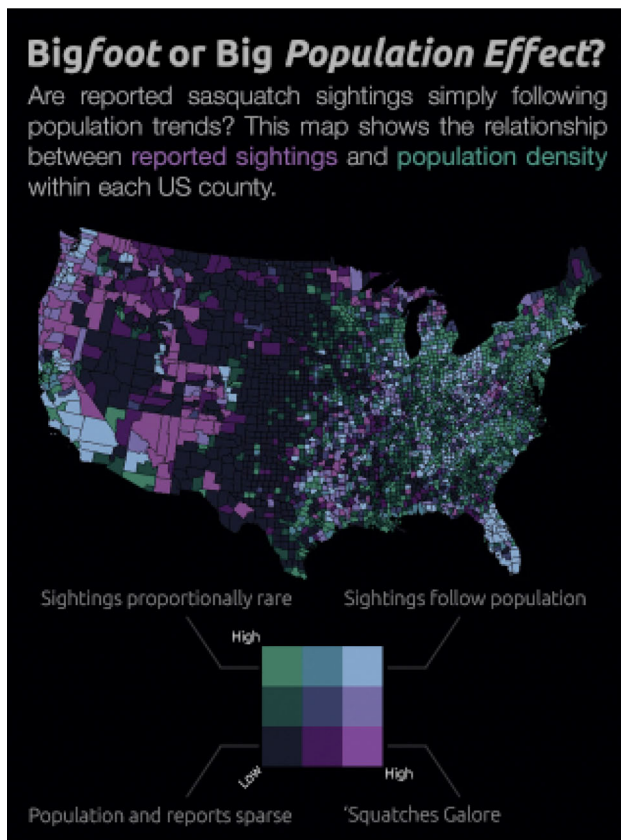 Bigfoot or Big Population Effect?
Are reported sasquatch sightings simply following
population trends? This map shows the relationship
between reported sightings and population density
within each US county.
Sightings proportionally rare
Sightings follow population
High
Low
High
Population and reports sparse
'Squatches Galore